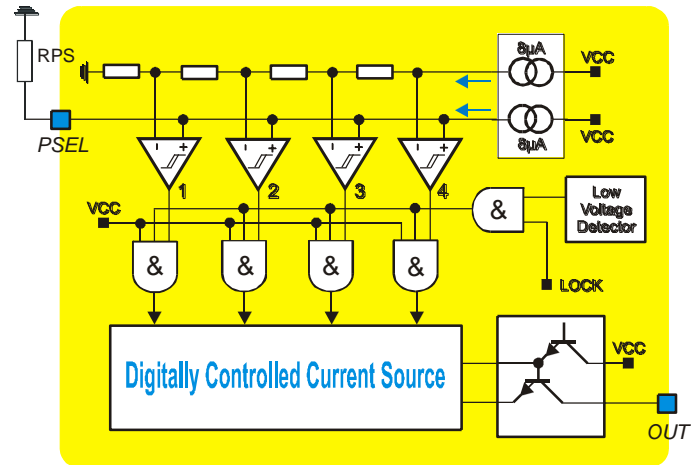 RPS
8µA
VCC
PSEL
VCC
8µA
1
2
3
4
VCC
&
Low
Voltage
Detector
& & & &
LOCK
Digitally Controlled Current Source
VCC
OUT